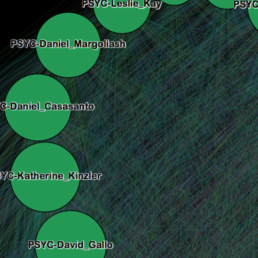 PSYC-Leslie_Kay
PSYC
PSYC-Daniel_Margoliash
C-Daniel_Casasanto
YC-Katherine_Kinzler
PSYC-David_Gallo